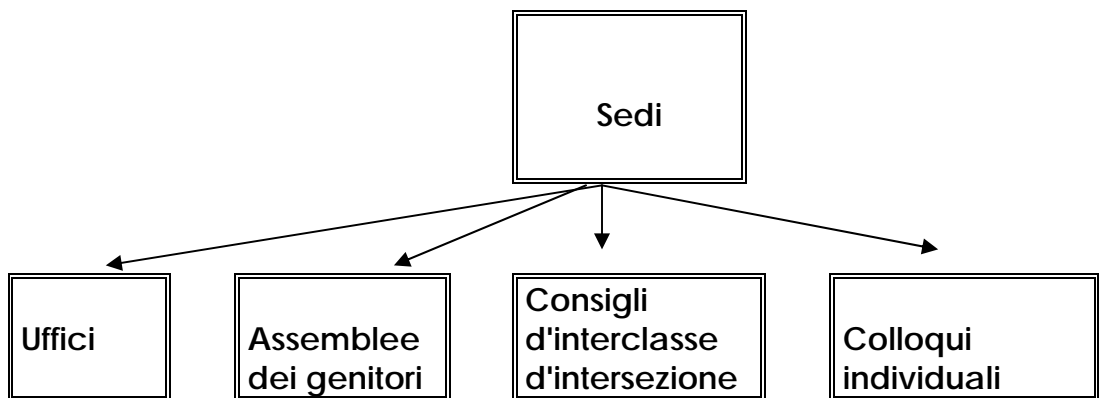 Sedi
Uffici
Assemblee
dei genitori
Consigli
d'interclasse
d'intersezione
Colloqui
individuali